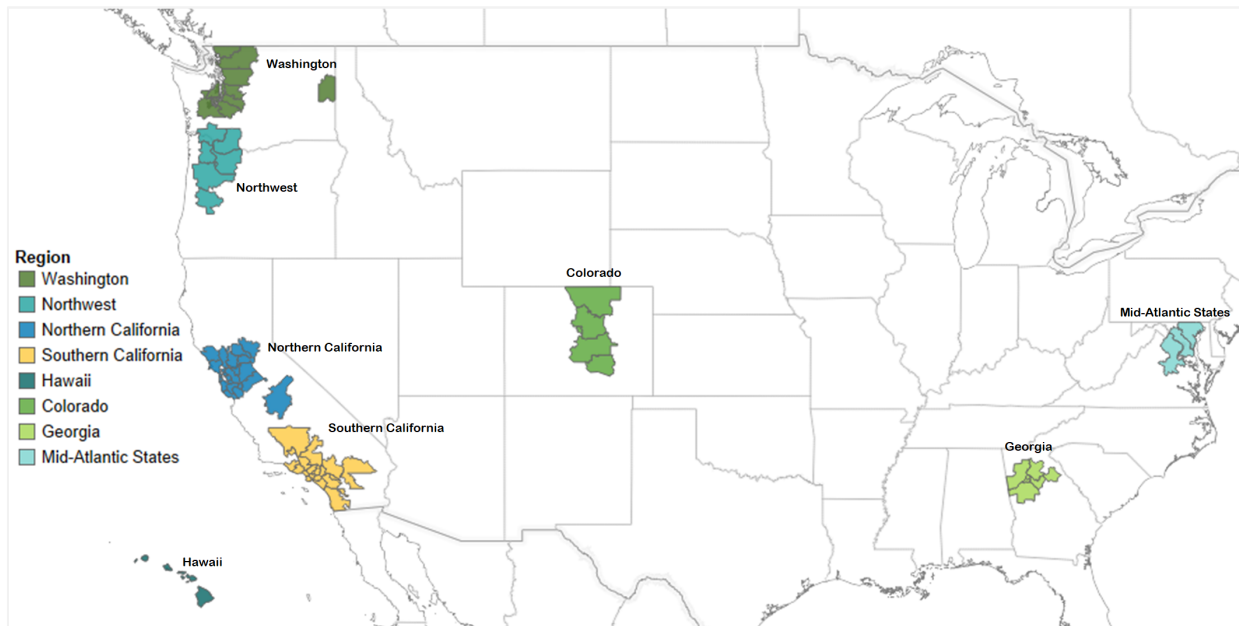 Washington
Northwest
Region
Washington
Northwest
Northern California
Southern California
Hawaii
Colorado
Georgia
Mid-Atlantic States
Colorado
Mid-Atlantic States
Northern California
Southern California
Georgia
Hawaii